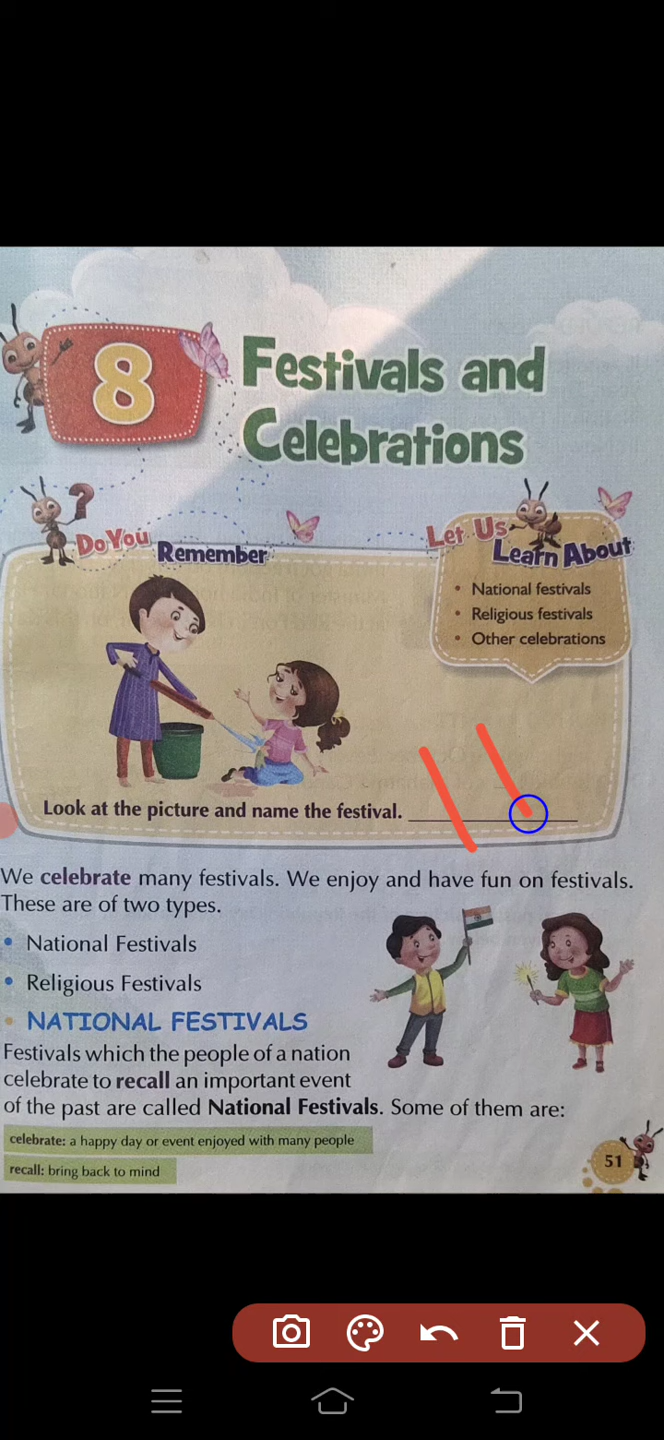 8
Festivals and
Celebrations
Do You Remember
Let Us
Learn About
• National festivals
• Religious festivals
• Other celebrations
Look at the picture and name the festival. ____________
We celebrate many festivals. We enjoy and have fun on festivals.
These are of two types.
• National Festivals
• Religious Festivals
• NATIONAL FESTIVALS
Festivals which the people of a nation
celebrate to recall an important event
of the past are called National Festivals. Some of them are:
celebrate: a happy day or event enjoyed with many people
recall: bring back to mind
51